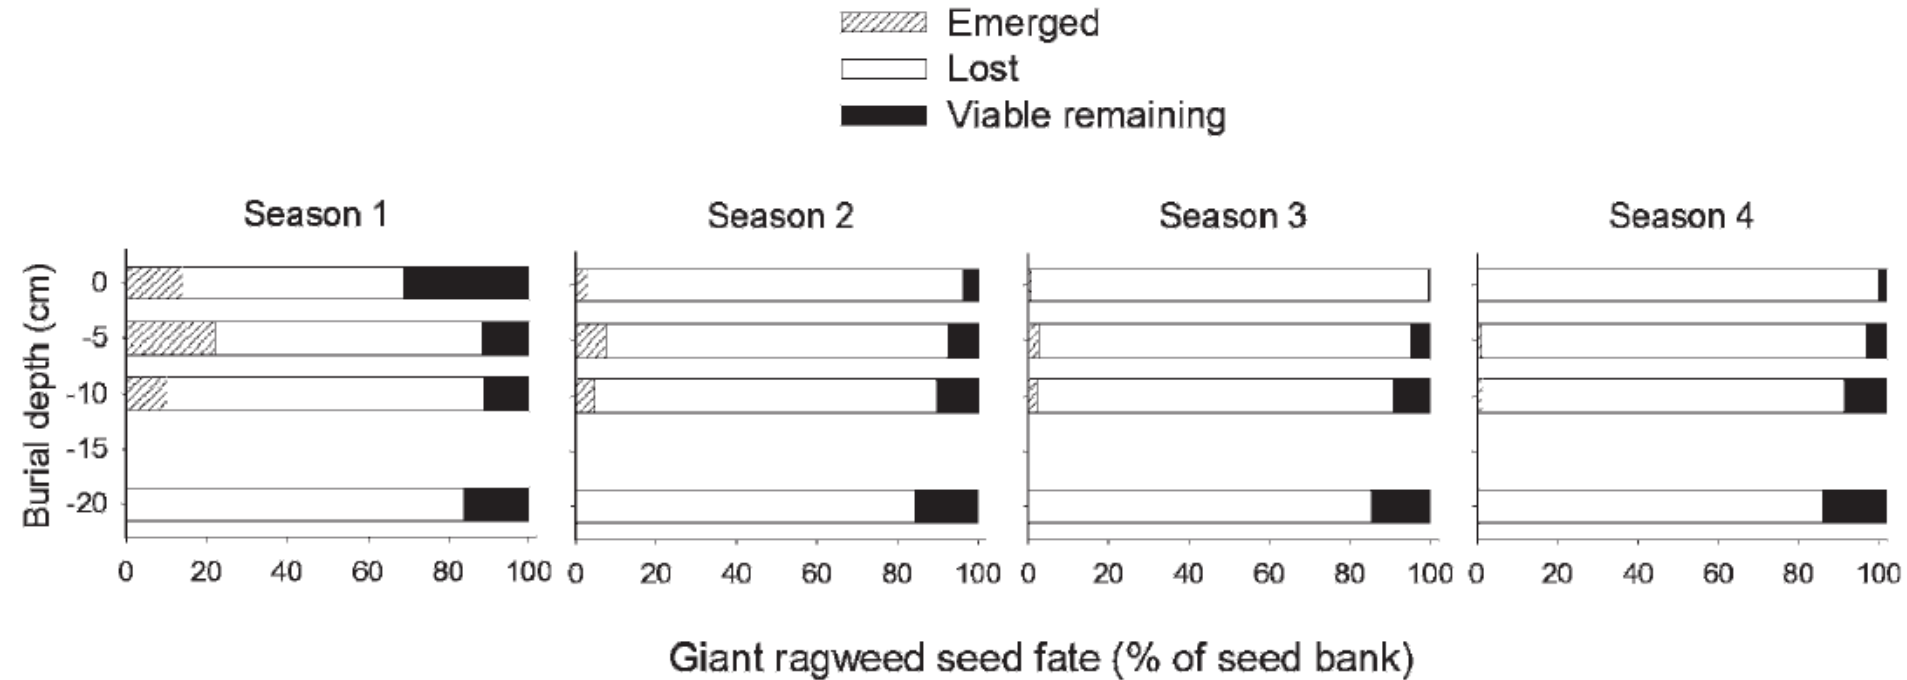 Emerged
Lost
Viable remaining
Season 1
Season 2
Season 3
Season 4
Burial depth (cm)
0
-5
-10
-15
-20
0 20 40 60 80 100 0 20 40 60 80 100 0 20 40 60 80 100 0 20 40 60 80 100
Giant ragweed seed fate (% of seed bank)